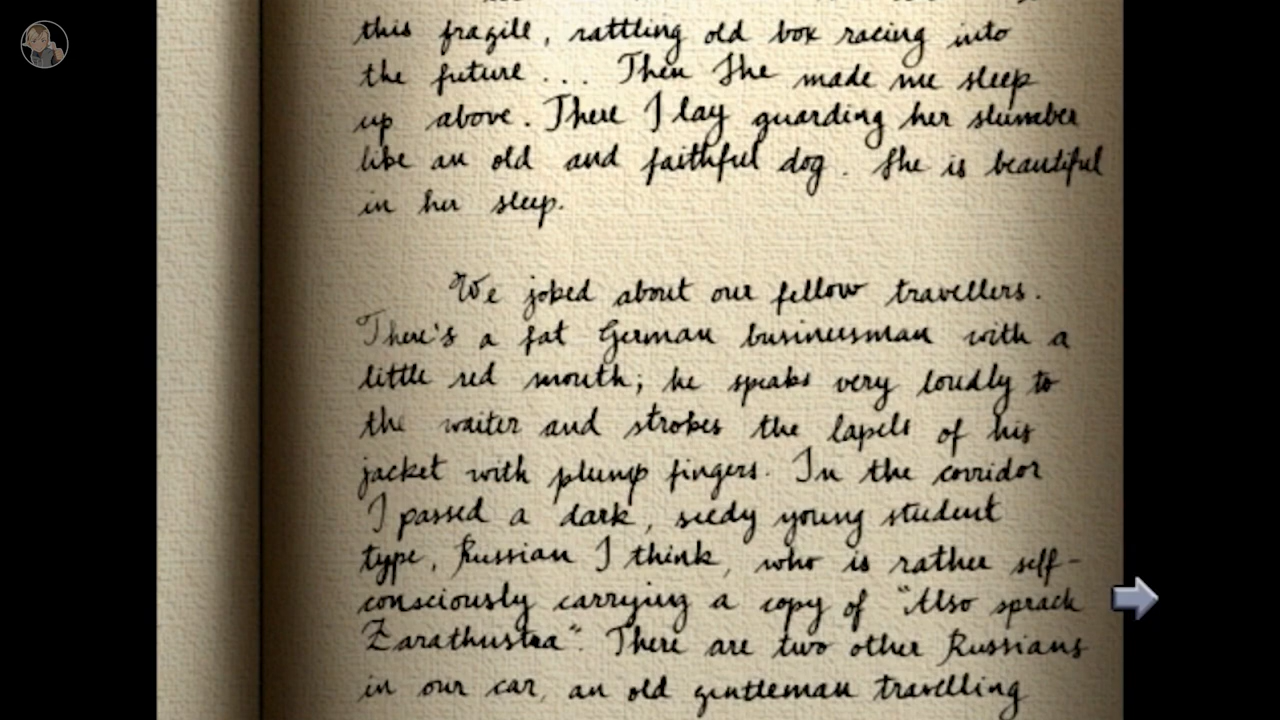 this fragile, rattling old box racing into
the future ... Then She made me sleep
up above. There I lay guarding her slumber
like an old and faithful dog. She is beautiful
in her sleep.
We joked about our fellow travellers.
There's a fat German businessman with a
little red mouth; he speaks very loudly to
the waiter and strokes the lapels of his
jacket with plump fingers. In the corridor
I passed a dark, seedy young student
type, Russian I think, who is rather self-
consciously carrying a copy of "Also sprach
Zarathustra". There are two other Russians
in our car, an old gentleman travelling